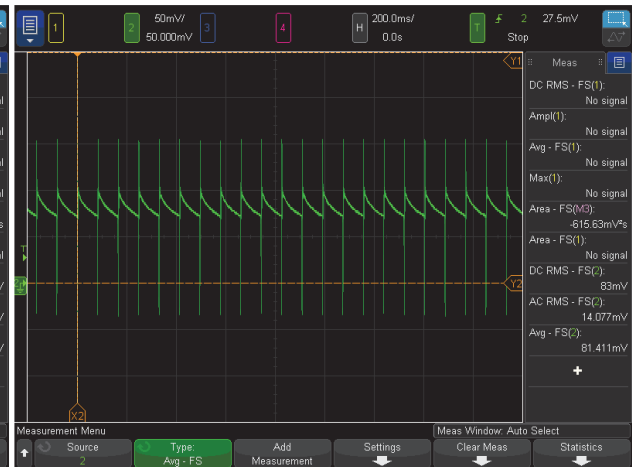 1
2
50mV/
50.000mV
3
4
H
200.0ms/
0.0s
T
2
27.5mV
Stop
Y1
Meas
DC RMS - FS(1):
No signal
Ampl(1):
No signal
Avg - FS(1):
No signal
Max(1):
No signal
Area - FS(M3):
-615.63mV²s
Area - FS(1):
No signal
DC RMS - FS(2):
83mV
AC RMS - FS(2):
14.077mV
Avg - FS(2):
81.411mV
+
T
2
Y2
X2
Measurement Menu
Meas Window: Auto Select
Source
2
Type:
Avg - FS
Add
Measurement
Settings
Clear Meas
Statistics